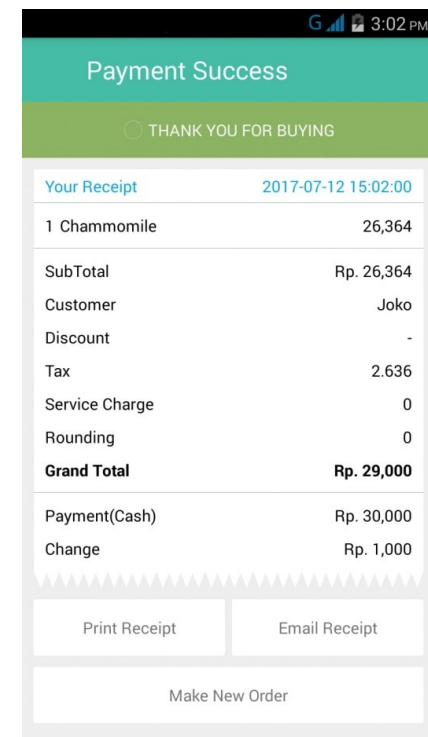 G 3:02 PM
Payment Success
THANK YOU FOR BUYING
Your Receipt 2017-07-12 15:02:00
1 Chammomile 26,364
SubTotal Rp. 26,364
Customer Joko
Discount -
Tax 2.636
Service Charge 0
Rounding 0
Grand Total Rp. 29,000
Payment(Cash) Rp. 30,000
Change Rp. 1,000
Print Receipt Email Receipt
Make New Order